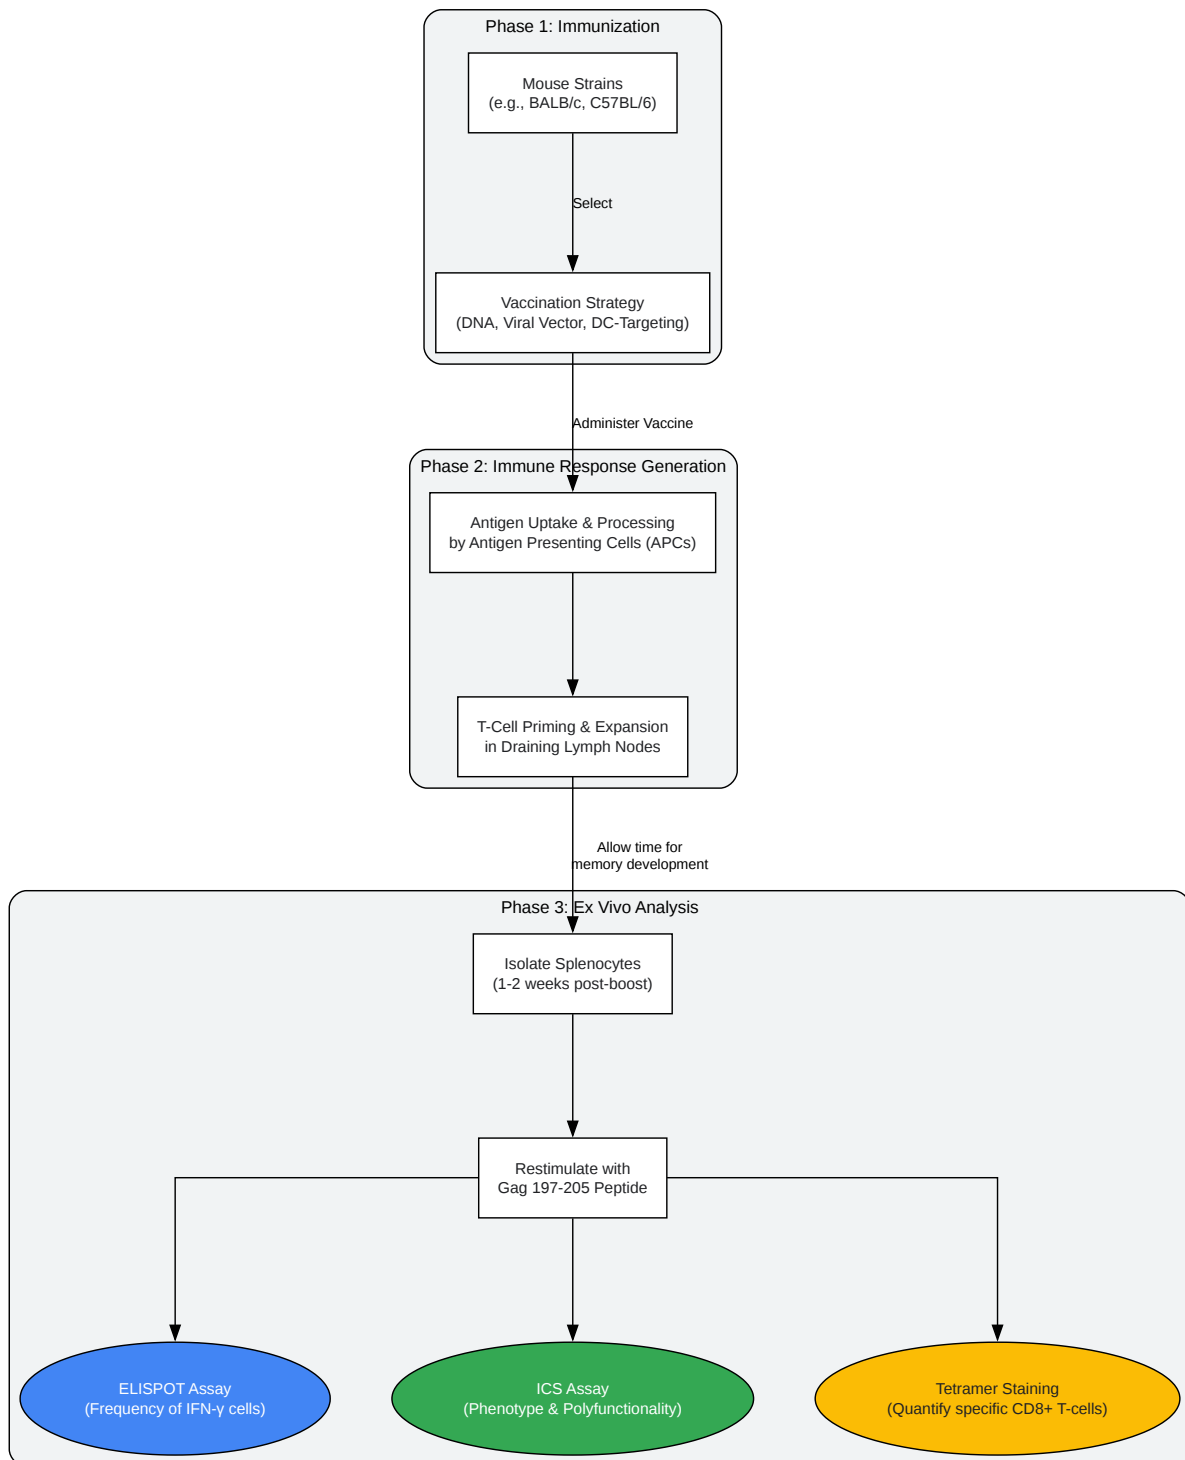 Phase 1: Immunization
Mouse Strains
(e.g., BALB/c, C57BL/6)
Select
Vaccination Strategy
(DNA, Viral Vector, DC-Targeting)
Administer Vaccine
Phase 2: Immune Response Generation
Antigen Uptake & Processing
by Antigen Presenting Cells (APCs)
T-Cell Priming & Expansion
in Draining Lymph Nodes
Allow time for
memory development
Phase 3: Ex Vivo Analysis
Isolate Splenocytes
(1-2 weeks post-boost)
Restimulate with
Gag 197-205 Peptide
ELISPOT Assay
(Frequency of IFN-γ cells)
ICS Assay
(Phenotype & Polyfunctionality)
Tetramer Staining
(Quantify specific CD8+ T-cells)